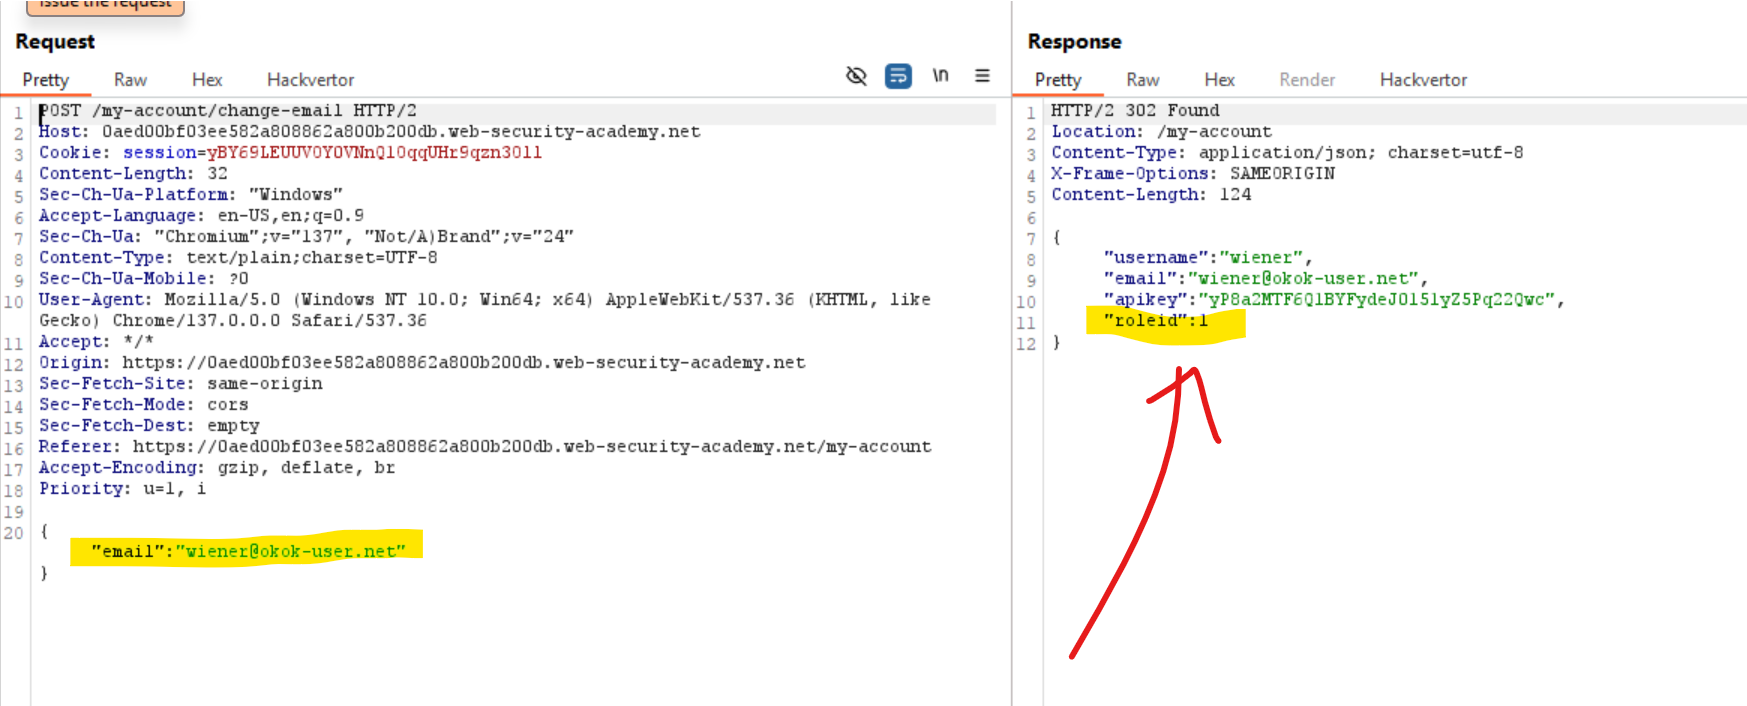 Issue the request
Request
Pretty Raw Hex Hackvertor \n
1 POST /my-account/change-email HTTP/2
2 Host: 0aed00bf03ee582a808862a800b200db.web-security-academy.net
3 Cookie: session=yBY69LEUUV0Y0VNnQl0qqUHr9qzn30ll
4 Content-Length: 32
5 Sec-Ch-Ua-Platform: "Windows"
6 Accept-Language: en-US,en;q=0.9
7 Sec-Ch-Ua: "Chromium";v="137", "Not/A)Brand";v="24"
8 Content-Type: text/plain;charset=UTF-8
9 Sec-Ch-Ua-Mobile: ?0
10 User-Agent: Mozilla/5.0 (Windows NT 10.0; Win64; x64) AppleWebKit/537.36 (KHTML, like
Gecko) Chrome/137.0.0.0 Safari/537.36
11 Accept: */*
12 Origin: https://0aed00bf03ee582a808862a800b200db.web-security-academy.net
13 Sec-Fetch-Site: same-origin
14 Sec-Fetch-Mode: cors
15 Sec-Fetch-Dest: empty
16 Referer: https://0aed00bf03ee582a808862a800b200db.web-security-academy.net/my-account
17 Accept-Encoding: gzip, deflate, br
18 Priority: u=1, i
19
20 {
"email":"wiener@okok-user.net"
}
Response
Pretty Raw Hex Render Hackvertor
1 HTTP/2 302 Found
2 Location: /my-account
3 Content-Type: application/json; charset=utf-8
4 X-Frame-Options: SAMEORIGIN
5 Content-Length: 124
6
7 {
8 "username":"wiener",
9 "email":"wiener@okok-user.net",
10 "apikey":"yP8a2MTF6QlBYFydeJ0l5lyZ5Pq22Qwc",
11 "roleid":1
12 }